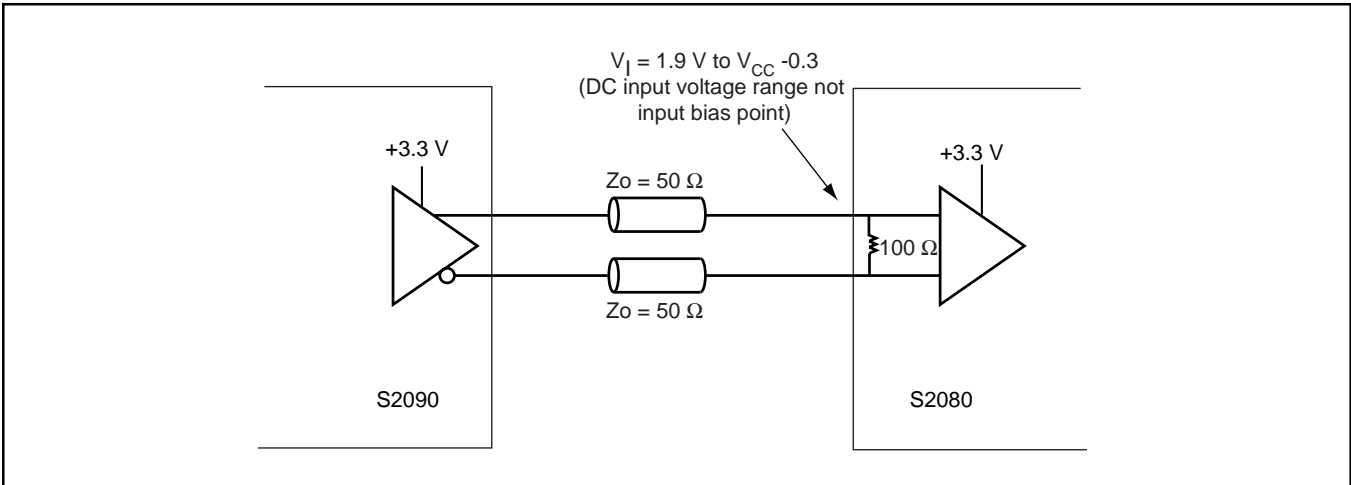 V_I = 1.9 V to V_CC -0.3
(DC input voltage range not
input bias point)
+3.3 V
+3.3 V
Zo = 50 Ω
100 Ω
Zo = 50 Ω
S2090
S2080